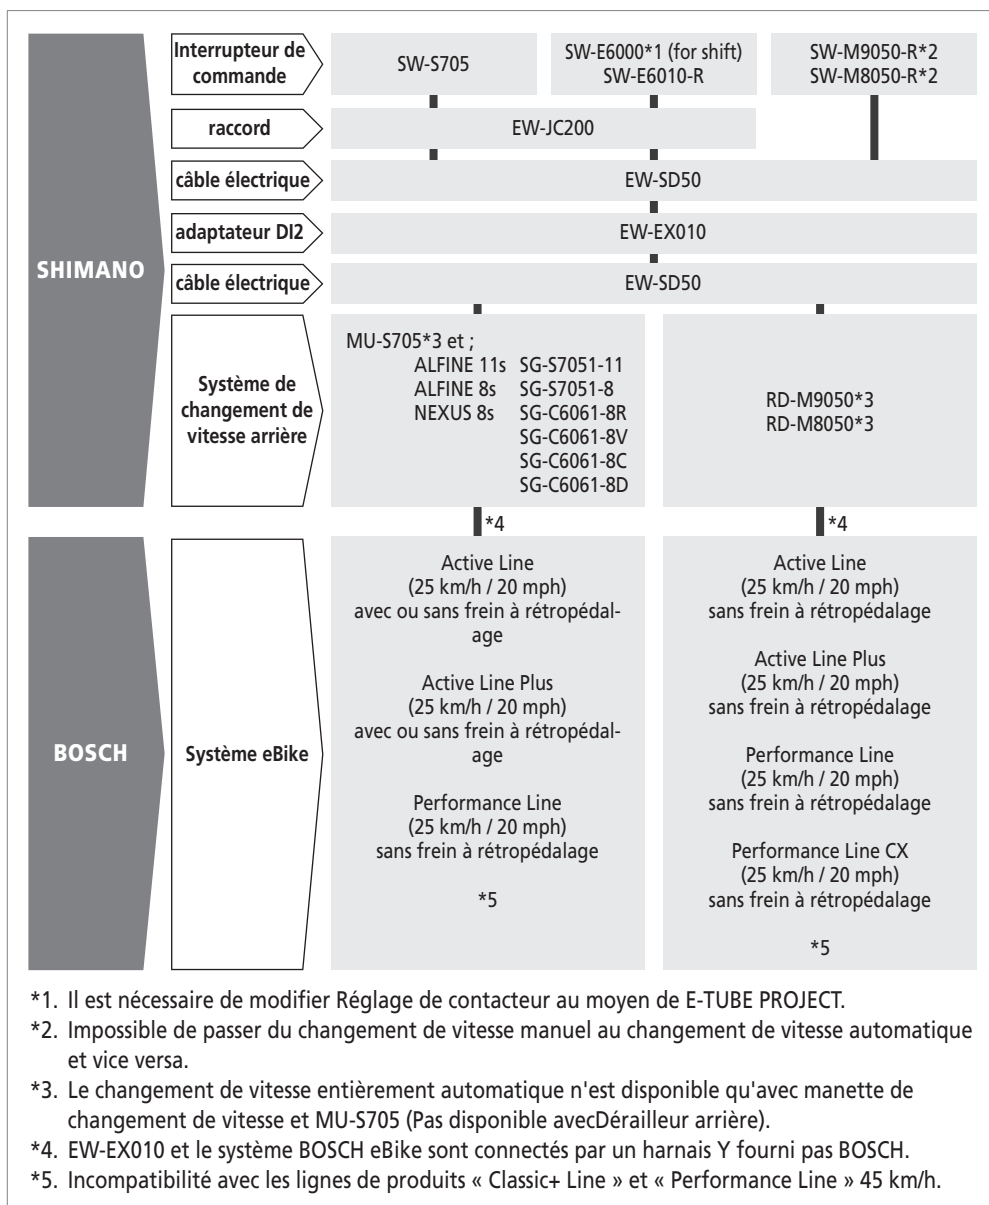 SHIMANO
Interrupteur de
commande
SW-S705
SW-E6000*1 (for shift)
SW-E6010-R
SW-M9050-R*2
SW-M8050-R*2
raccord
EW-JC200
câble électrique
EW-SD50
adaptateur DI2
EW-EX010
câble électrique
EW-SD50
Système de
changement de
vitesse arrière
MU-S705*3 et ;
ALFINE 11s SG-S7051-11
ALFINE 8s SG-S7051-8
NEXUS 8s SG-C6061-8R
SG-C6061-8V
SG-C6061-8C
SG-C6061-8D
RD-M9050*3
RD-M8050*3
*4
*4
BOSCH
Système eBike
Active Line
(25 km/h / 20 mph)
avec ou sans frein à rétropédal-
age
Active Line Plus
(25 km/h / 20 mph)
avec ou sans frein à rétropédal-
age
Performance Line
(25 km/h / 20 mph)
sans frein à rétropédalage
*5
Active Line
(25 km/h / 20 mph)
sans frein à rétropédalage
Active Line Plus
(25 km/h / 20 mph)
sans frein à rétropédalage
Performance Line
(25 km/h / 20 mph)
sans frein à rétropédalage
Performance Line CX
(25 km/h / 20 mph)
sans frein à rétropédalage
*5
*1. Il est nécessaire de modifier Réglage de contacteur au moyen de E-TUBE PROJECT.
*2. Impossible de passer du changement de vitesse manuel au changement de vitesse automatique
et vice versa.
*3. Le changement de vitesse entièrement automatique n'est disponible qu'avec manette de
changement de vitesse et MU-S705 (Pas disponible avecDérailleur arrière).
*4. EW-EX010 et le système BOSCH eBike sont connectés par un harnais Y fourni pas BOSCH.
*5. Incompatibilité avec les lignes de produits « Classic+ Line » et « Performance Line » 45 km/h.